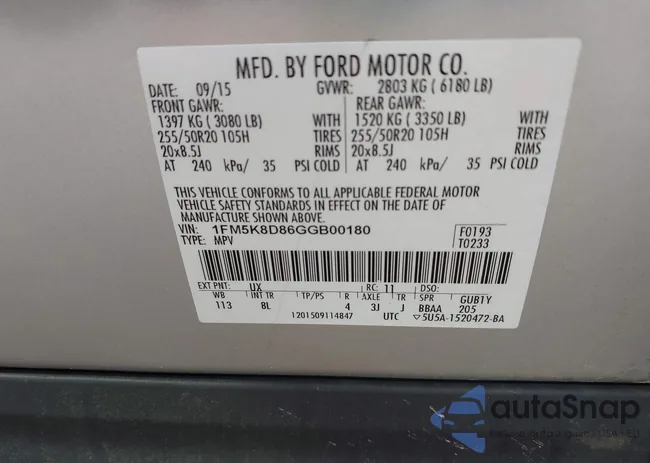 MFD. BY FORD MOTOR CO.
DATE: 09/15 GVWR: 2803 KG ( 6180 LB)
FRONT GAWR: REAR GAWR:
1397 KG ( 3080 LB) WITH 1520 KG ( 3350 LB) WITH
255/50R20 105H TIRES 255/50R20 105H TIRES
20x8.5J RIMS 20x8.5J RIMS
AT 240 kPa/ 35 PSI COLD AT 240 kPa/ 35 PSI COLD
THIS VEHICLE CONFORMS TO ALL APPLICABLE FEDERAL MOTOR
VEHICLE SAFETY STANDARDS IN EFFECT ON THE DATE OF
MANUFACTURE SHOWN ABOVE.
VIN: 1FM5K8D86GGB00180 F0193
TYPE: MPV T0233
EXT PNT: UX RC: 11 DSO:
WB INT TR TP/PS R AXLE TR SPR GUB1Y
113 8L 4 3J J BBAA 205
1201509114847 UTC ▽5U5A-1520472-BA
autoSnap